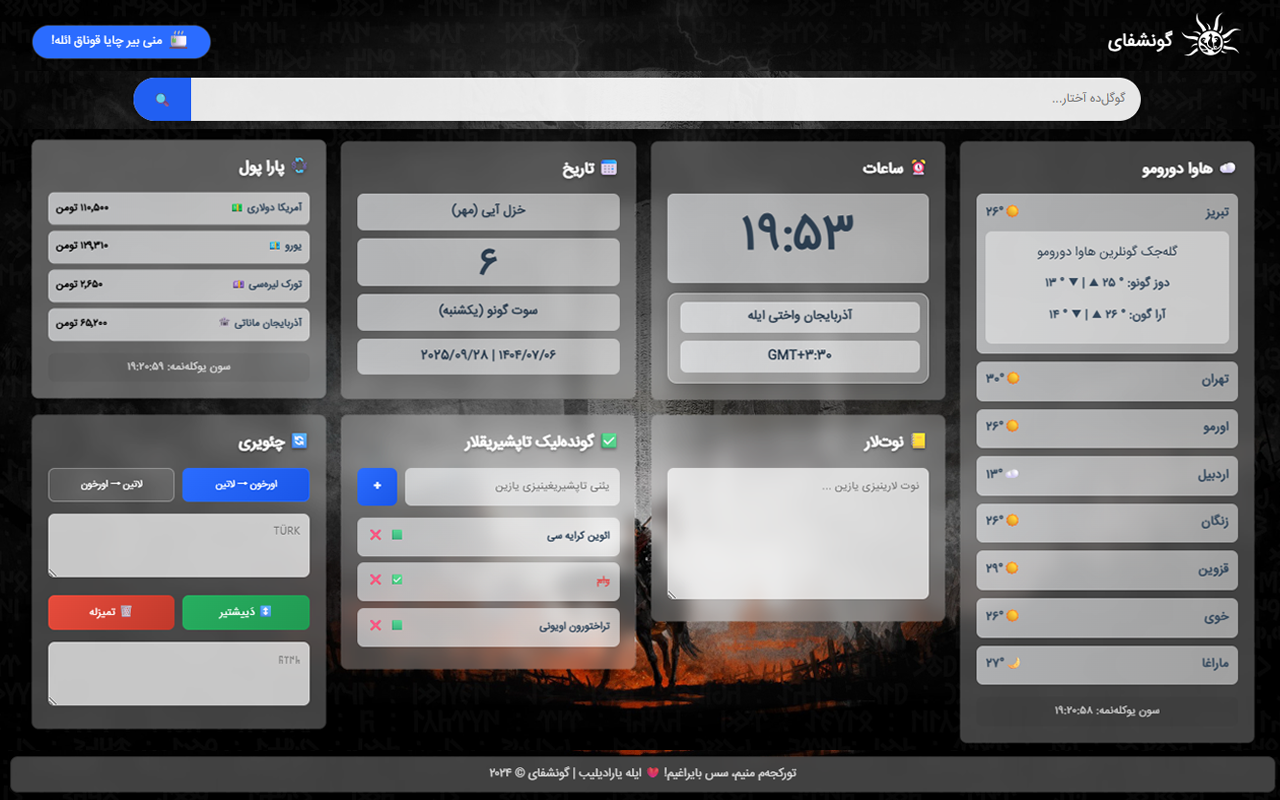 گونشفای
منی بیر چایا قوناق ائله!
گوگل‌ده آختار...
هاوا دورومو
تبریز
۲۶°
گله‌جک گونلرین هاوا دورومو
دوز گونو: ° ۲۵ ▲ | ▼ ° ۱۳
آرا گون: ° ۲۶ ▲ | ▼ ° ۱۴
تهران
۳۰°
اورمو
۲۶°
اردبیل
۱۳°
زنگان
۲۶°
قزوین
۲۹°
خوی
۲۶°
ماراغا
۲۷°
سون یوکله‌نمه: ۱۹:۲۰:۵۸
ساعات
۱۹:۵۳
آذربایجان واختی ایله
GMT+۳:۳۰
تاریخ
خزل آیی (مهر)
۶
سوت گونو (یکشنبه)
۱۴۰۴/۰۷/۰۶ | ۲۰۲۵/۰۹/۲۸
پارا پول
آمریکا دولاری
۱۱۰,۵۰۰ تومن
یورو
۱۲۹,۳۱۰ تومن
تورک لیره‌سی
۲,۶۵۰ تومن
آذربایجان ماناتی
۶۵,۲۰۰ تومن
سون یوکله‌نمه: ۱۹:۲۰:۵۹
نوت‌لار
نوت لارینیزی یازین ...
گونده‌لیک تاپشیریقلار
یئنی تاپشیریغینیزی یازین
+
ائوین کرایه سی
وام
تراختورون اویونی
چئویری
اورخون → لاتین
لاتین → اورخون
TÜRK
دَییشتیر
تمیزله
تورکجه‌م منیم، سس بایراغیم! ایله یارادیلیب | گونشفای © ۲۰۲۴